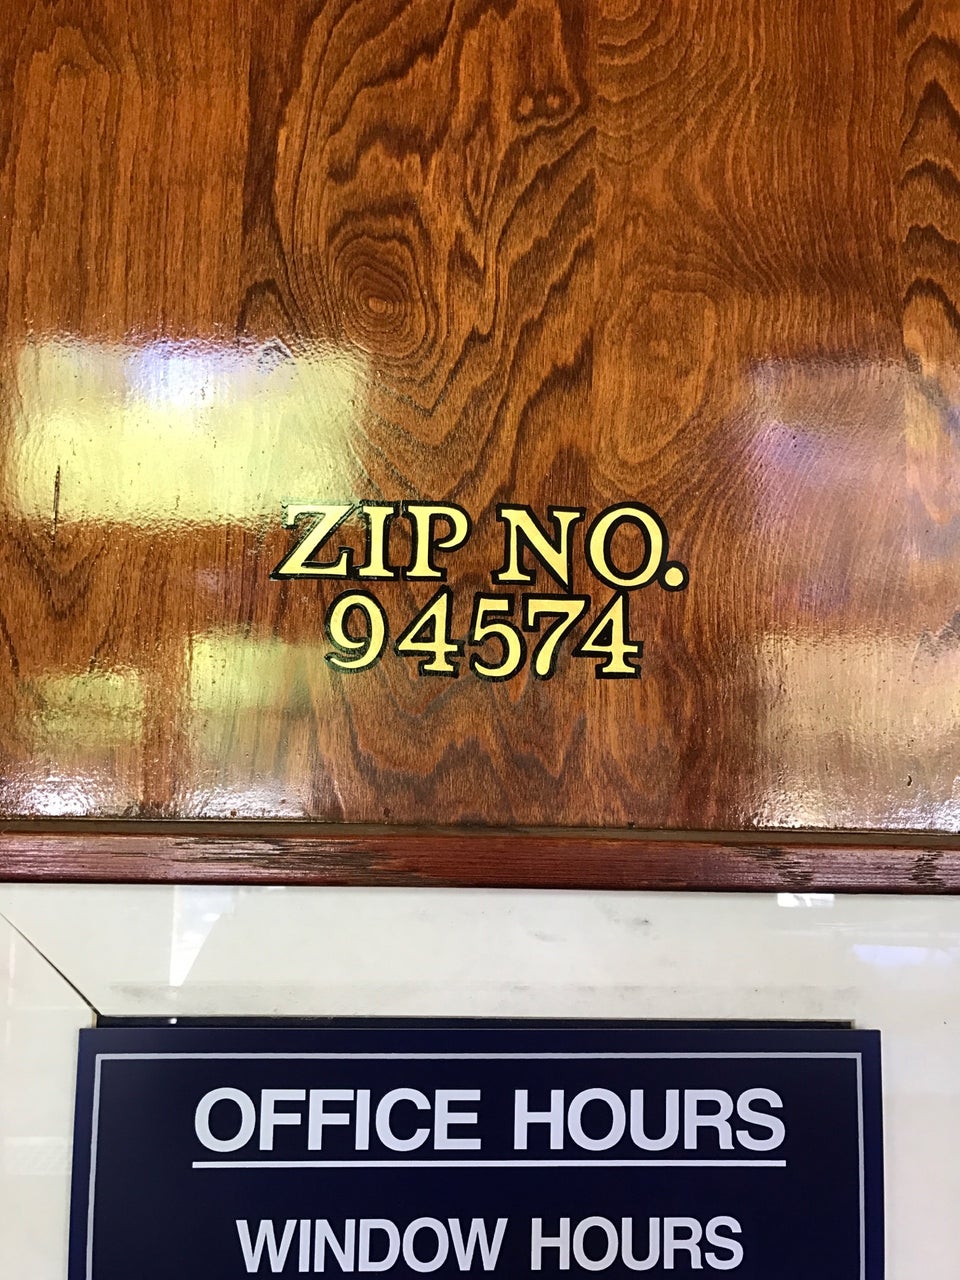 ZIP NO.
94574
OFFICE HOURS
WINDOW HOURS